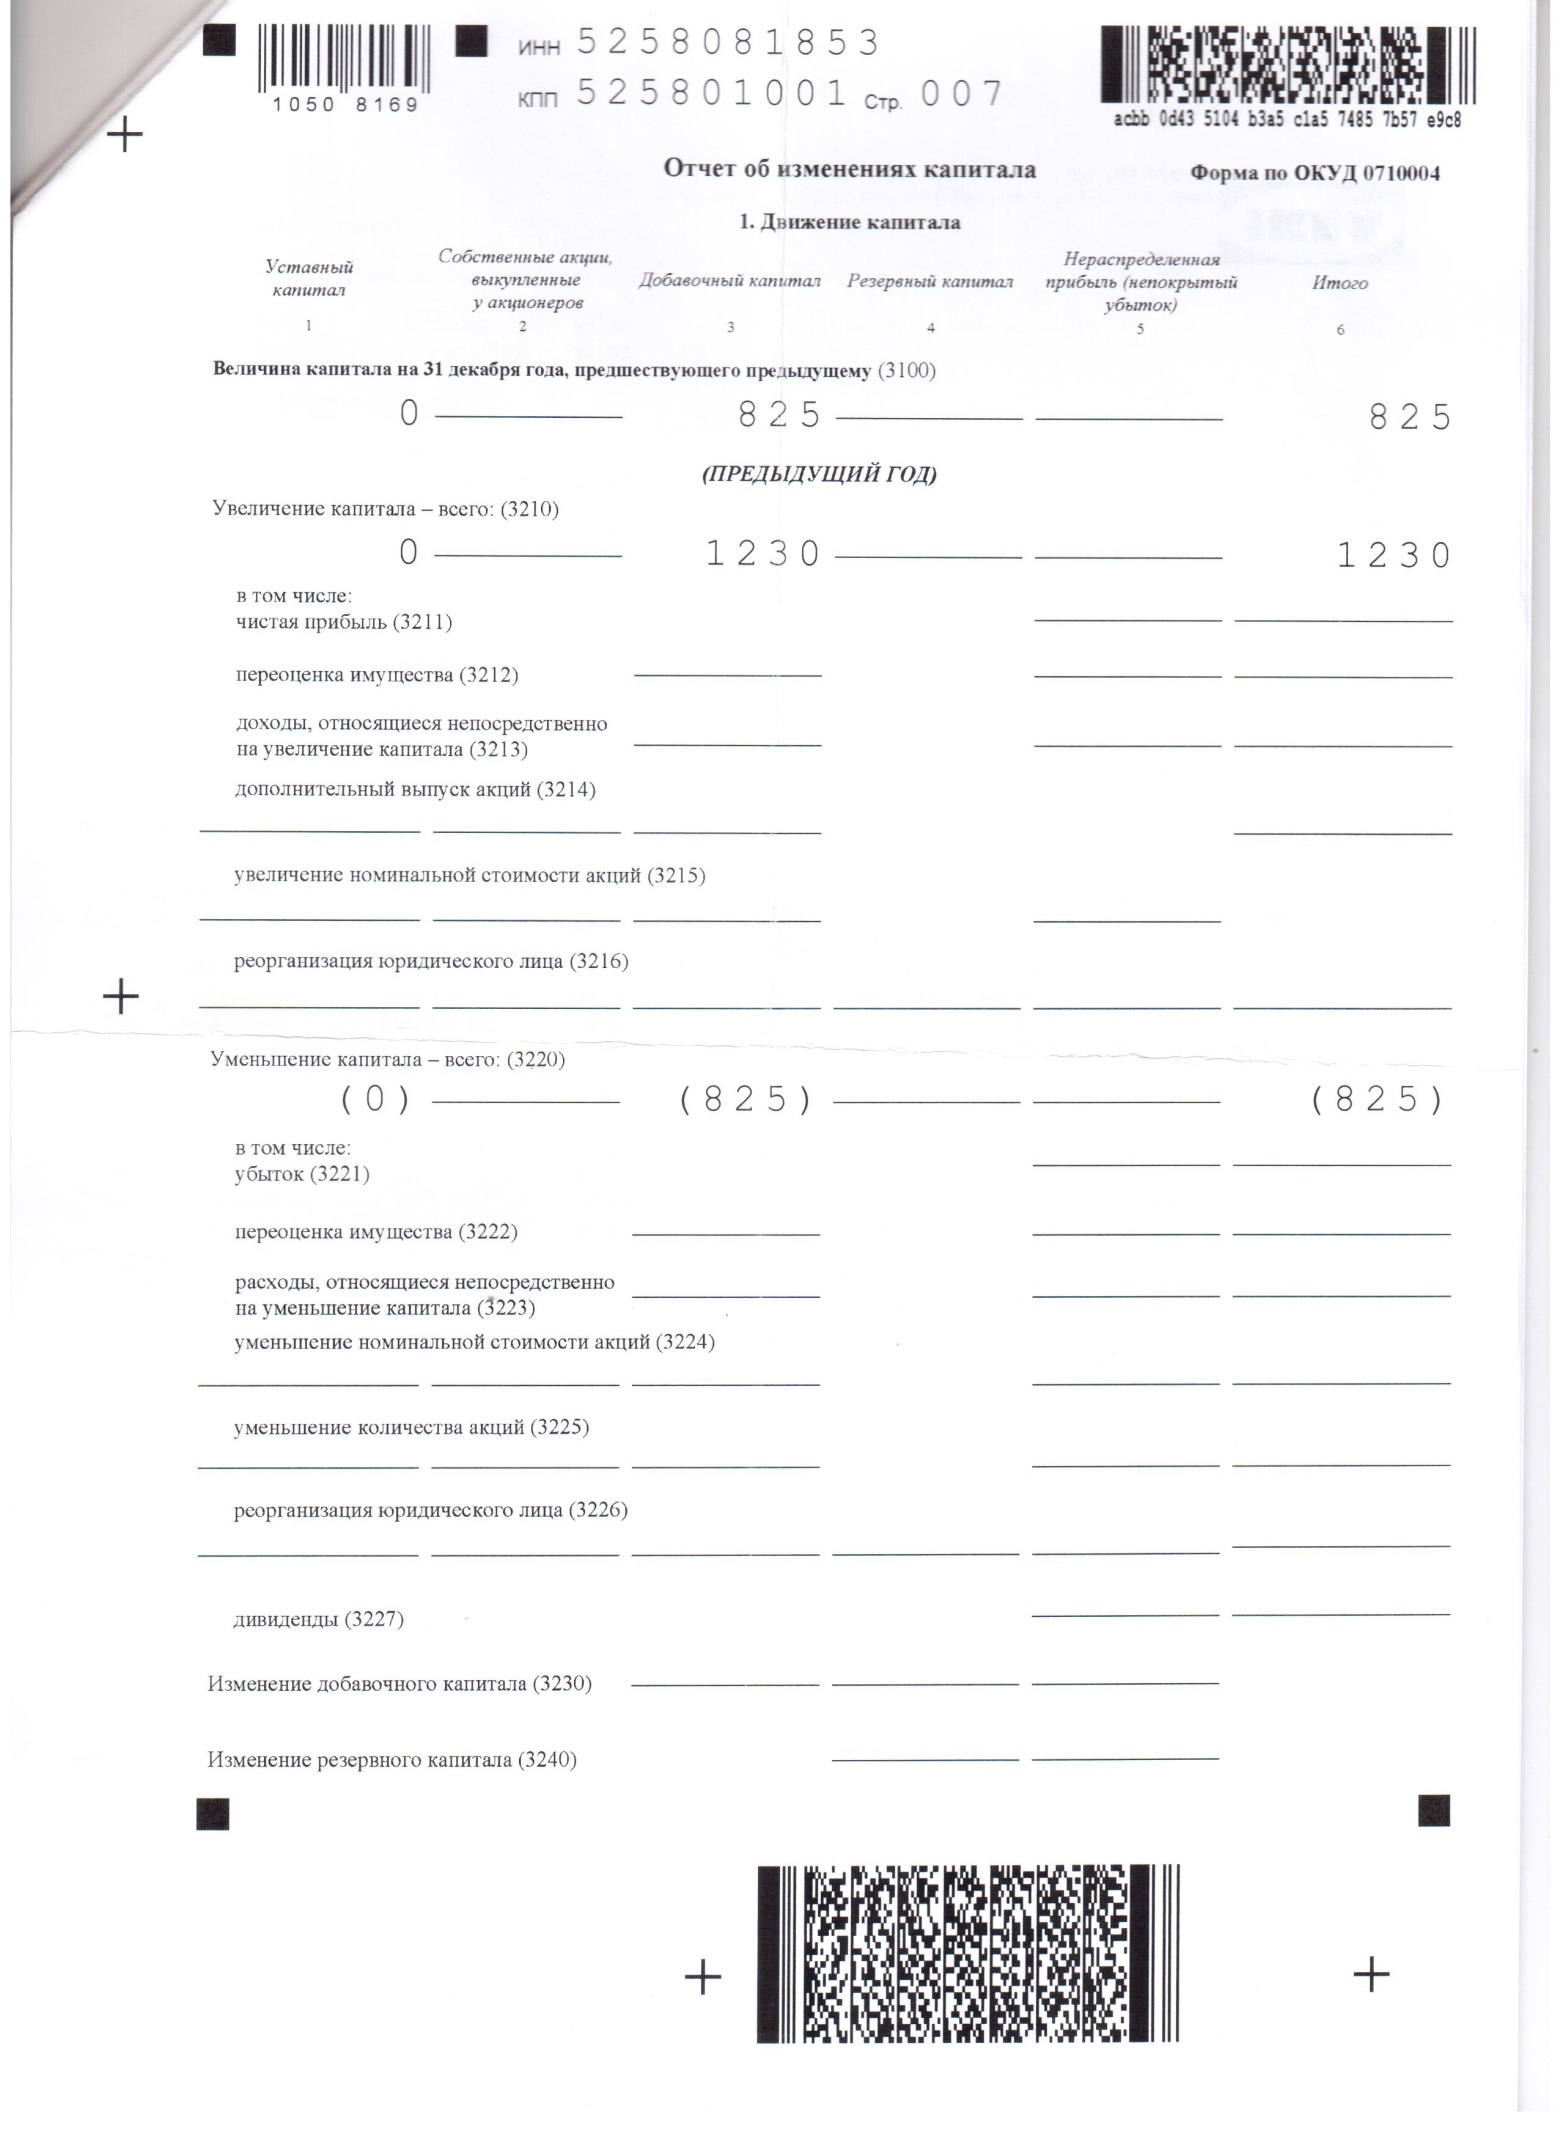 ИНН 5258081853
1050 8169
КПП 525801001 Стр. 007
acbb 0d43 5104 b3a5 c1a5 7485 7b57 e9c8
Отчет об изменениях капитала
Форма по ОКУД 0710004
1. Движение капитала
Уставный капитал
Собственные акции, выкупленные у акционеров
Добавочный капитал
Резервный капитал
Нераспределенная прибыль (непокрытый убыток)
Итого
1 2 3 4 5 6
Величина капитала на 31 декабря года, предшествующего предыдущему (3100)
0 825 825
(ПРЕДЫДУЩИЙ ГОД)
Увеличение капитала – всего: (3210)
0 1230 1230
в том числе:
чистая прибыль (3211)
переоценка имущества (3212)
доходы, относящиеся непосредственно
на увеличение капитала (3213)
дополнительный выпуск акций (3214)
увеличение номинальной стоимости акций (3215)
реорганизация юридического лица (3216)
Уменьшение капитала – всего: (3220)
(0) (825) (825)
в том числе:
убыток (3221)
переоценка имущества (3222)
расходы, относящиеся непосредственно
на уменьшение капитала (3223)
уменьшение номинальной стоимости акций (3224)
уменьшение количества акций (3225)
реорганизация юридического лица (3226)
дивиденды (3227)
Изменение добавочного капитала (3230)
Изменение резервного капитала (3240)